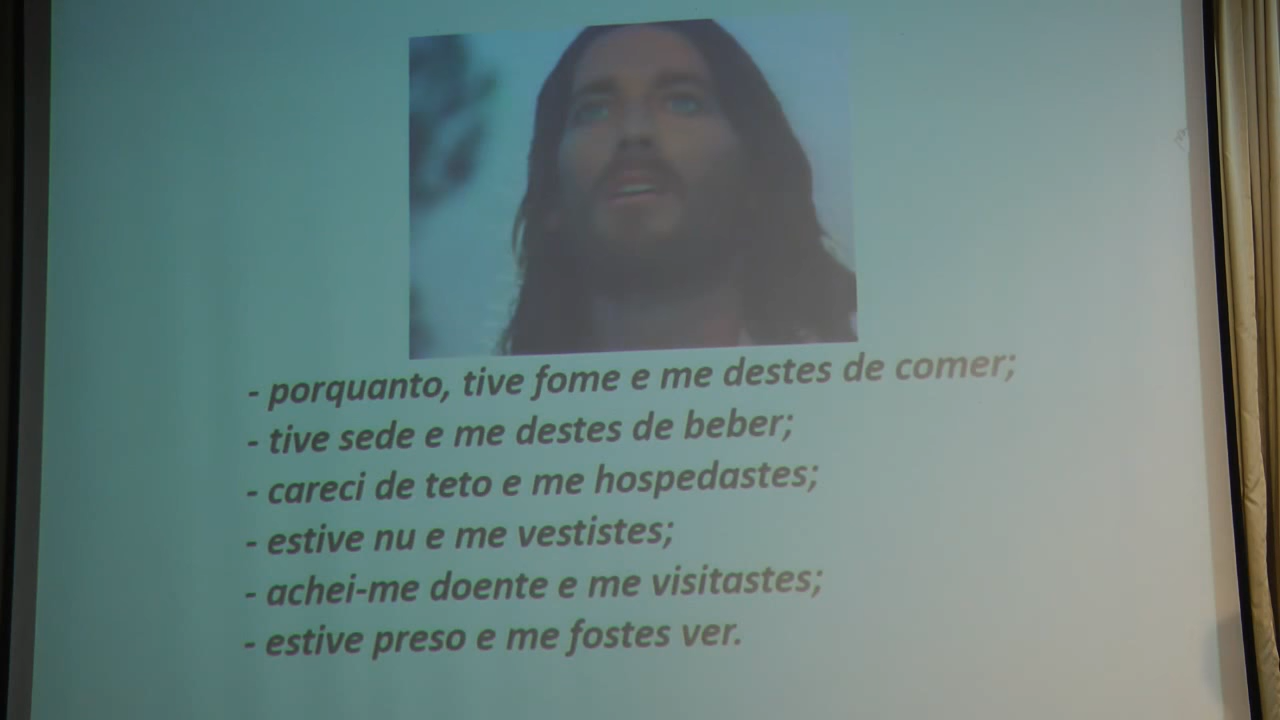 - porquanto, tive fome e me destes de comer;
- tive sede e me destes de beber;
- careci de teto e me hospedastes;
- estive nu e me vestistes;
- achei-me doente e me visitastes;
- estive preso e me fostes ver.